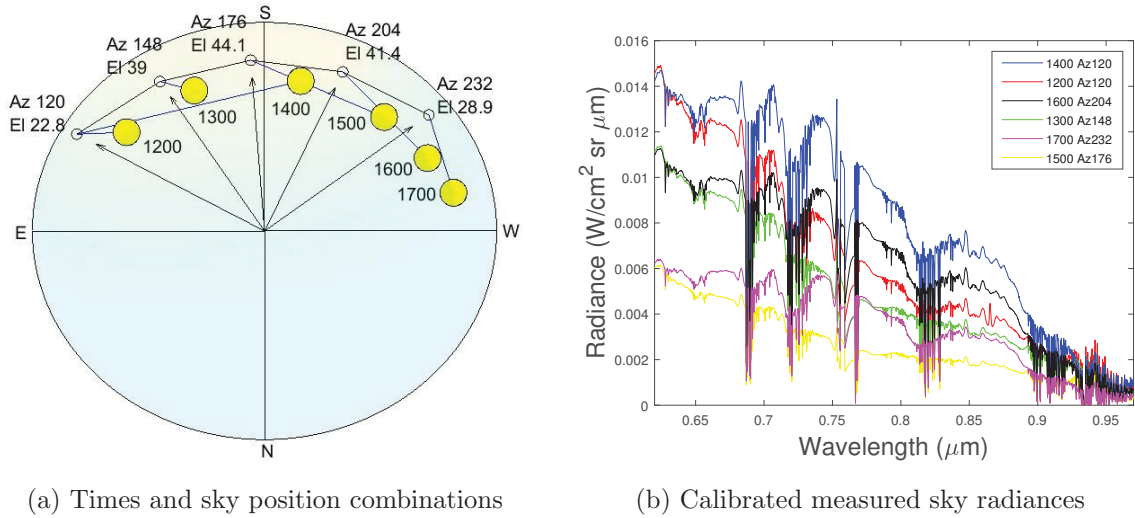 S
Az 176
El 44.1
Az 148
El 39
Az 204
El 41.4
Az 120
El 22.8
Az 232
El 28.9
1200
1300
1400
1500
1600
1700
E
W
N
(a) Times and sky position combinations
0.016
0.014
0.012
0.01
0.008
0.006
0.004
0.002
0
Radiance (W/cm² sr μm)
1400 Az120
1200 Az120
1600 Az204
1300 Az148
1700 Az232
1500 Az176
0.65
0.7
0.75
0.8
0.85
0.9
0.95
Wavelength (μm)
(b) Calibrated measured sky radiances